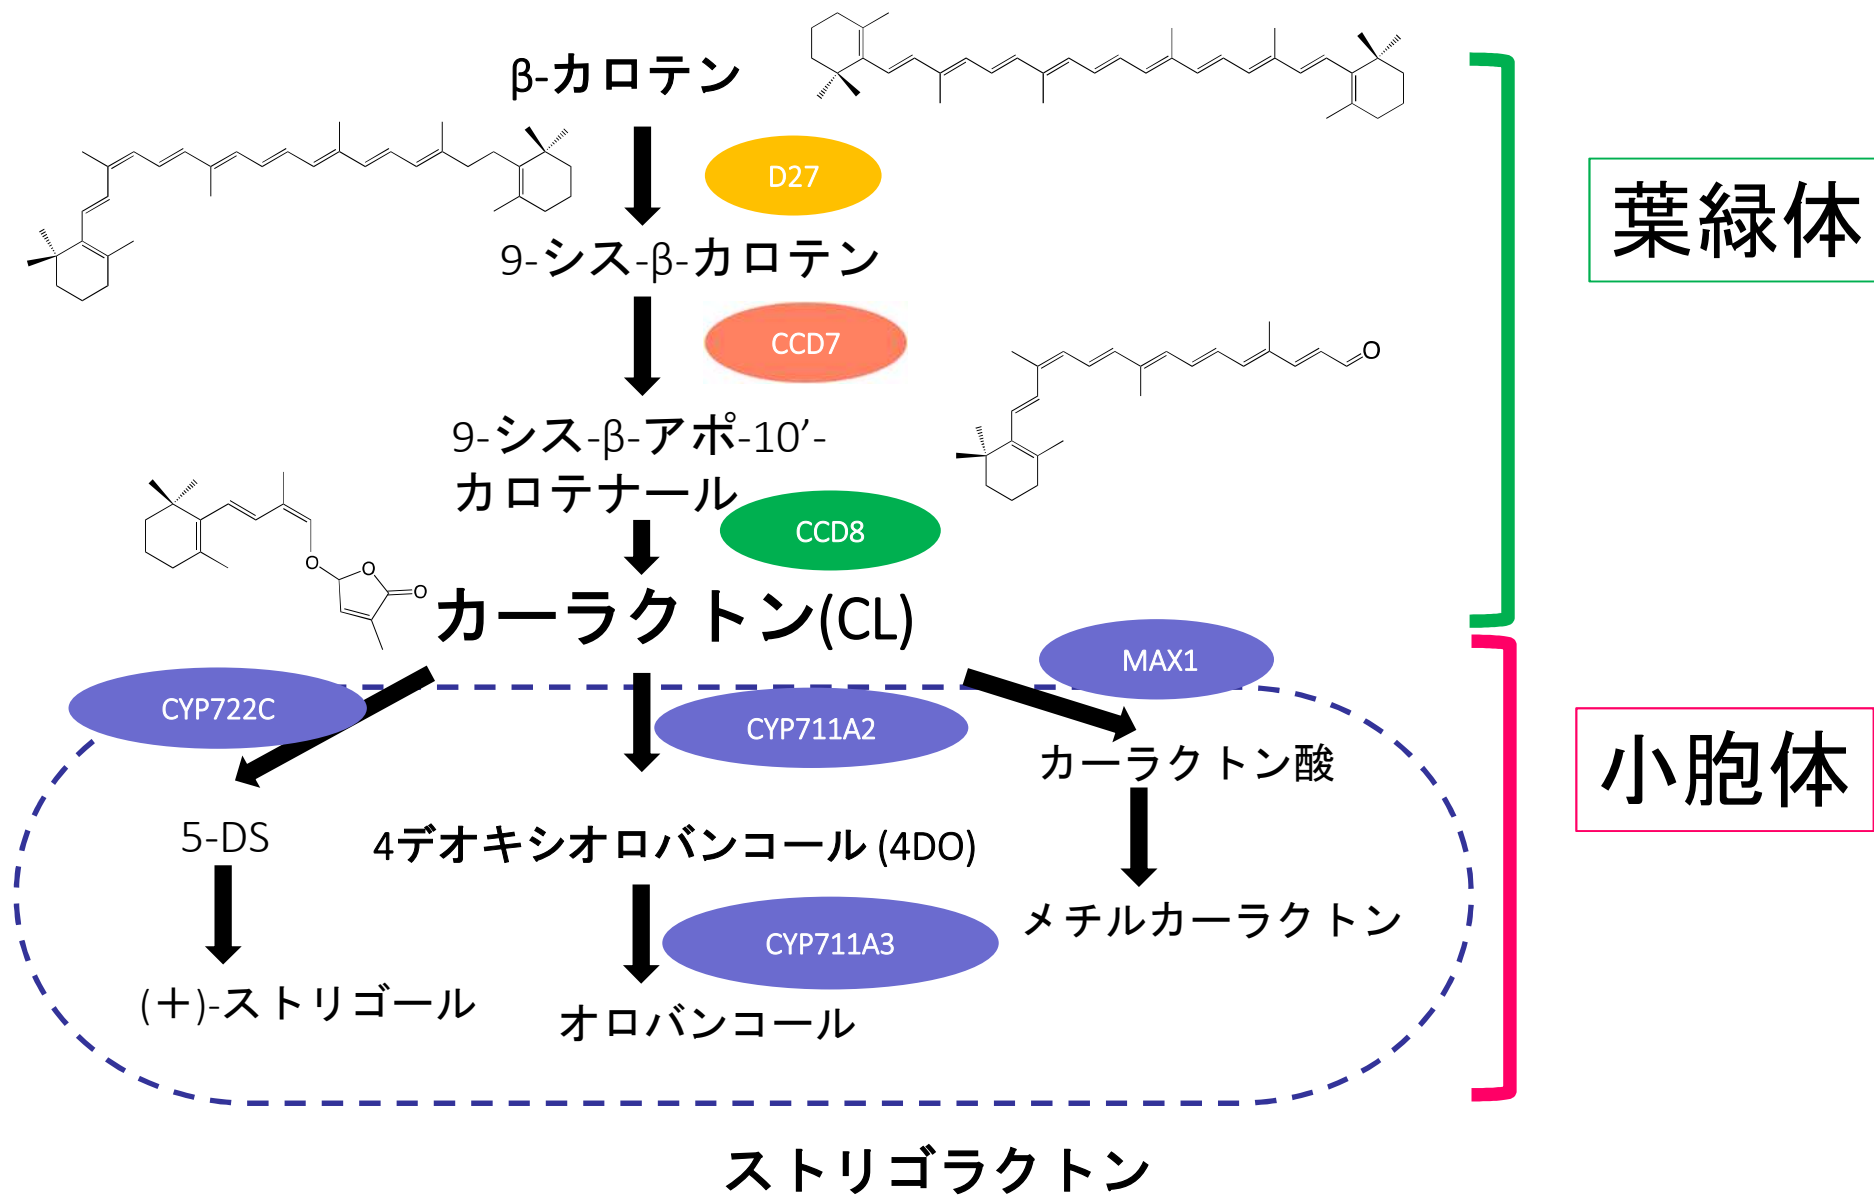 β-カロテン
D27
葉緑体
9-シス-β-カロテン
CCD7
O
9-シス-β-アポ-10’-
カロテナール
CCD8
O
O
O
カーラクトン(CL)
MAX1
CYP722C
CYP711A2
カーラクトン酸
小胞体
5-DS
4デオキシオロバンコール (4DO)
メチルカーラクトン
CYP711A3
(＋)-ストリゴール
オロバンコール
ストリゴラクトン